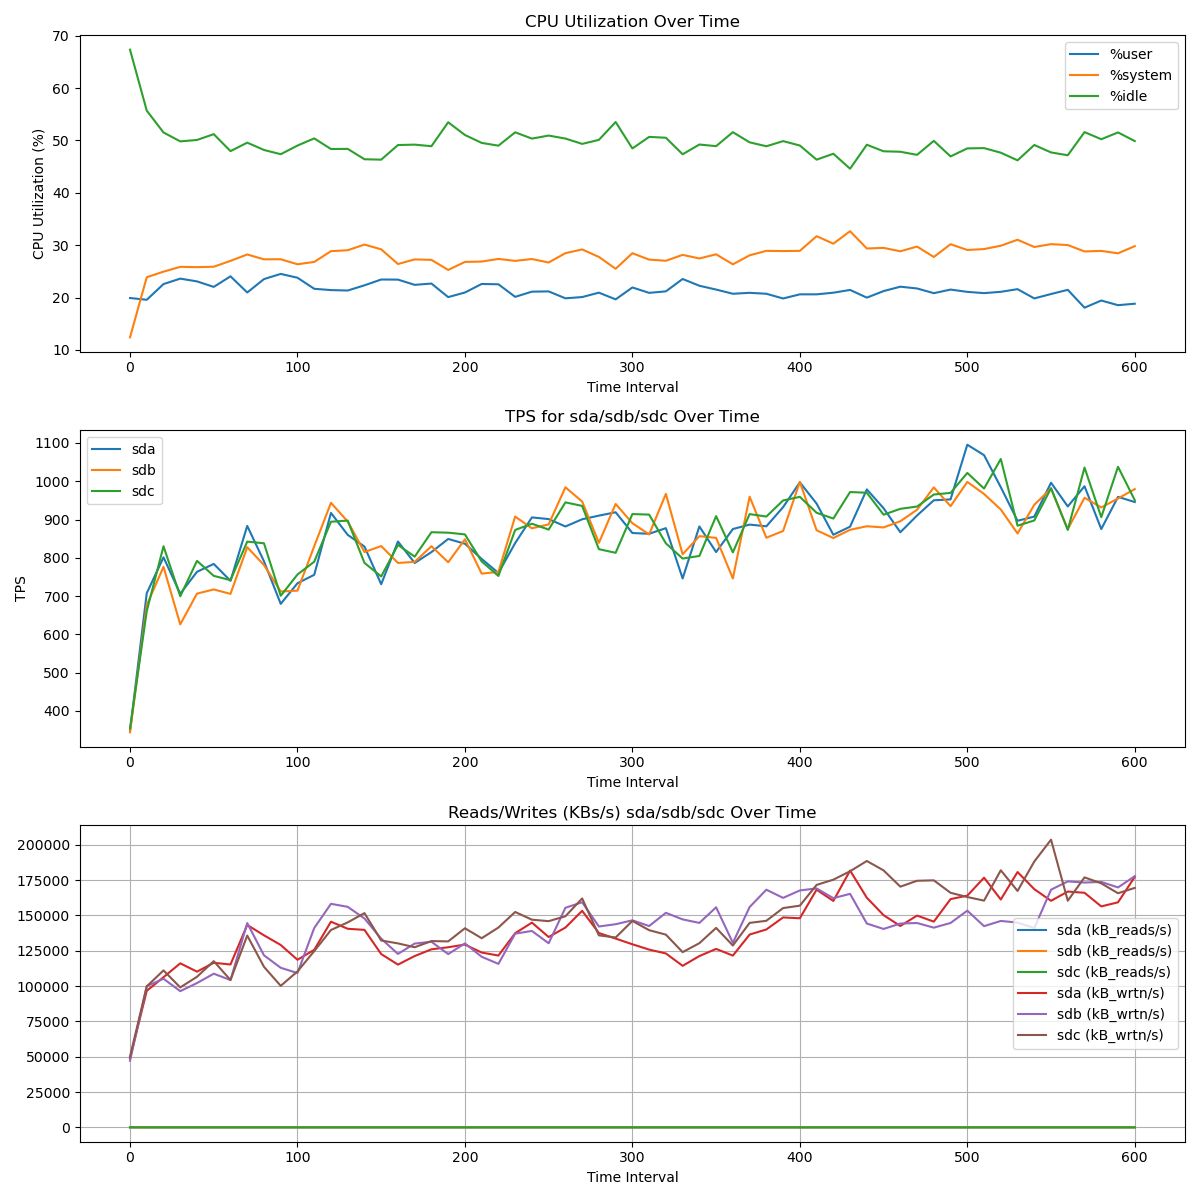 CPU Utilization Over Time
70
60
50
40
30
20
10
CPU Utilization (%)
%user
%system
%idle
0 100 200 300 400 500 600
Time Interval
TPS for sda/sdb/sdc Over Time
1100
1000
900
800
700
600
500
400
TPS
sda
sdb
sdc
0 100 200 300 400 500 600
Time Interval
Reads/Writes (KBs/s) sda/sdb/sdc Over Time
200000
175000
150000
125000
100000
75000
50000
25000
0
sda (kB_reads/s)
sdb (kB_reads/s)
sdc (kB_reads/s)
sda (kB_wrtn/s)
sdb (kB_wrtn/s)
sdc (kB_wrtn/s)
0 100 200 300 400 500 600
Time Interval